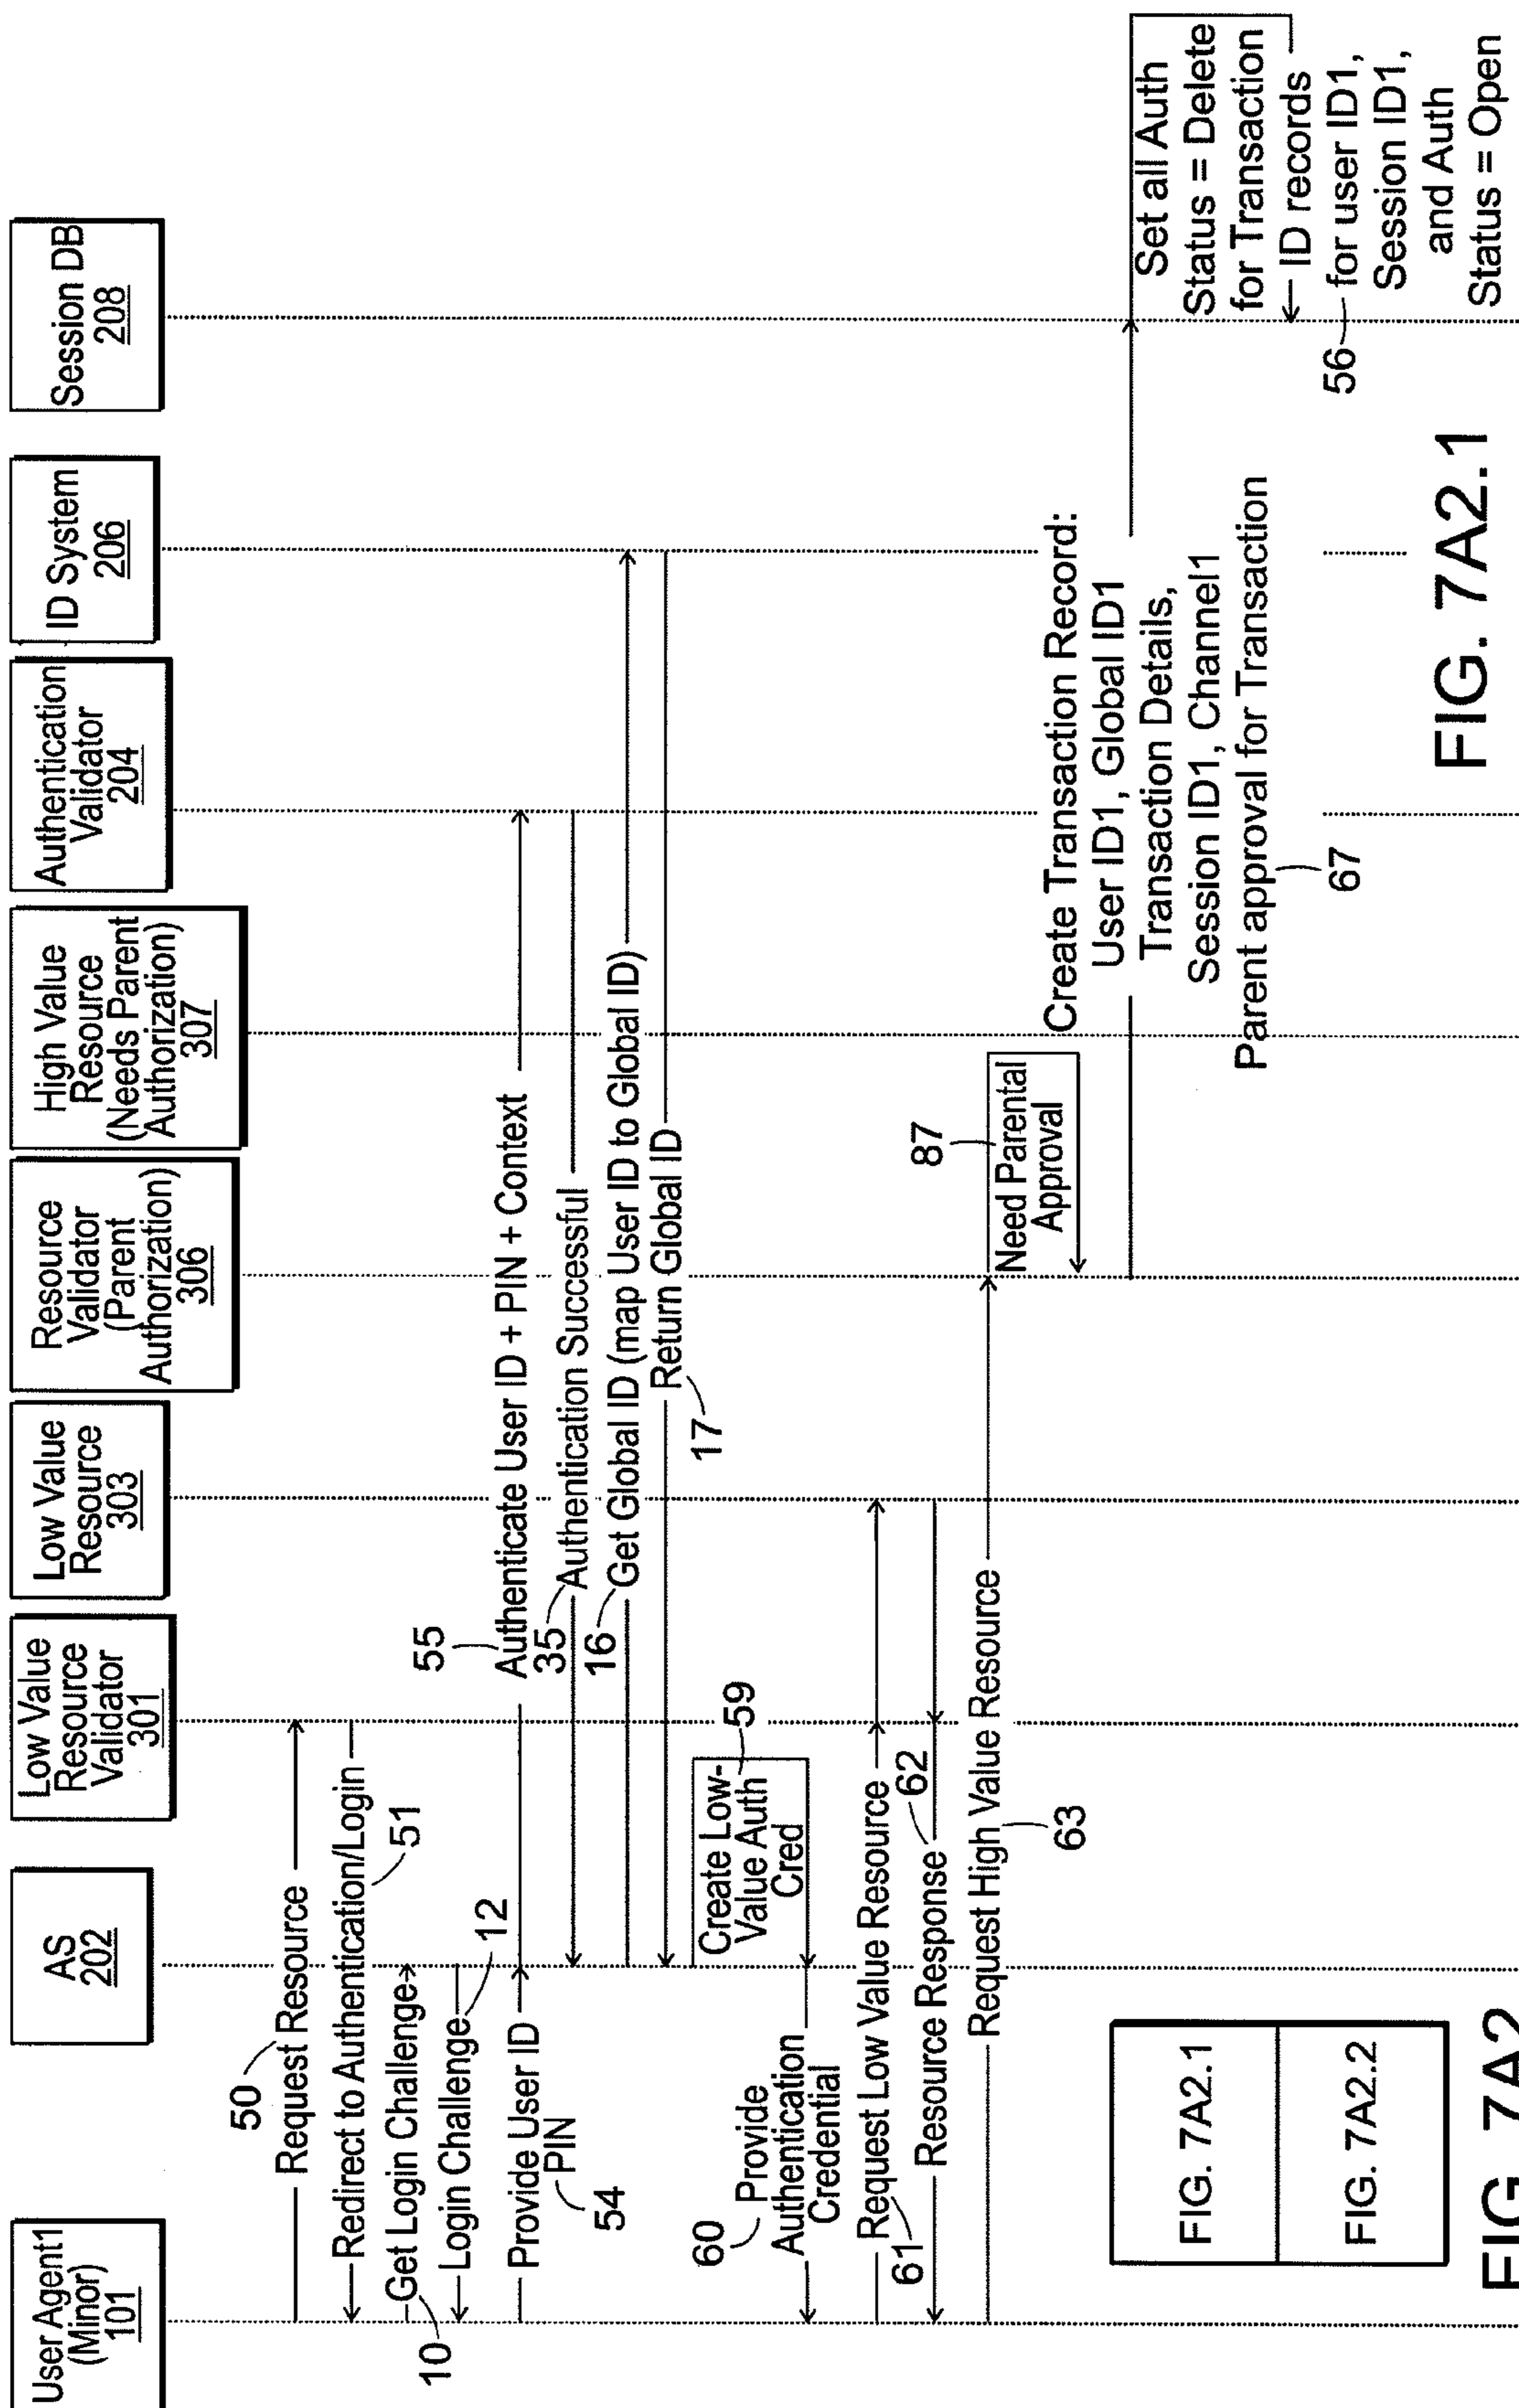 User Agent1
(Minor)
101
AS
202
Low Value
Resource
Validator
301
Low Value
Resource
303
Resource
Validator
(Parent
Authorization)
306
High Value
Resource
(Needs Parent
Authorization)
307
Authentication
Validator
204
ID System
206
Session DB
208
50
Request Resource
Redirect to Authentication/Login
51
Get Login Challenge
10
Login Challenge
12
Provide User ID
PIN
54
55
Authenticate User ID + PIN + Context
35
Authentication Successful
16
Get Global ID (map User ID to Global ID)
Return Global ID
17
Create Low-
Value Auth
Cred
59
60
Provide
Authentication
Credential
Request Low Value Resource
61
62
Resource Response
Request High Value Resource
63
87
Need Parental
Approval
Create Transaction Record:
User ID1, Global ID1
Transaction Details,
Session ID1, Channel1
Parent approval for Transaction
67
Set all Auth
Status = Delete
for Transaction
ID records
for user ID1,
Session ID1,
and Auth
Status = Open
56
FIG. 7A2.1
FIG. 7A2.2
FIG. 7A2
FIG. 7A2.1